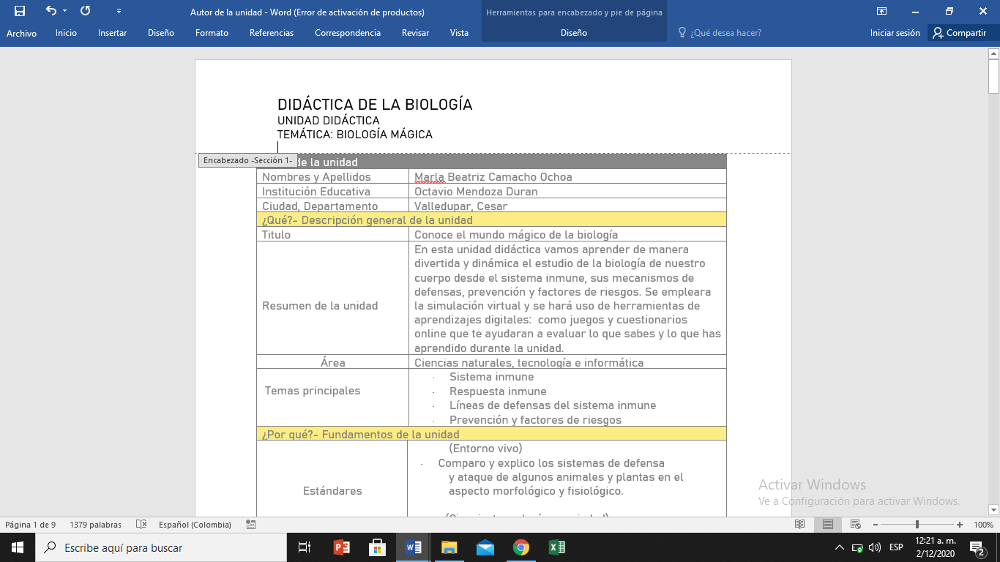 Autor de la unidad - Word (Error de activación de productos)
Herramientas para encabezado y pie de página
Archivo Inicio Insertar Diseño Formato Referencias Correspondencia Revisar Vista Diseño ¿Qué desea hacer? Iniciar sesión Compartir
DIDÁCTICA DE LA BIOLOGÍA
UNIDAD DIDÁCTICA
TEMÁTICA: BIOLOGÍA MÁGICA
Encabezado -Sección 1-
de la unidad
Nombres y Apellidos Marla Beatriz Camacho Ochoa
Institución Educativa Octavio Mendoza Duran
Ciudad, Departamento Valledupar, Cesar
¿Qué?- Descripción general de la unidad
Titulo Conoce el mundo mágico de la biología
Resumen de la unidad
En esta unidad didáctica vamos aprender de manera
divertida y dinámica el estudio de la biología de nuestro
cuerpo desde el sistema inmune, sus mecanismos de
defensas, prevención y factores de riesgos. Se empleara
la simulación virtual y se hará uso de herramientas de
aprendizajes digitales:  como juegos y cuestionarios
online que te ayudaran a evaluar lo que sabes y lo que has
aprendido durante la unidad.
Área Ciencias naturales, tecnología e informática
Temas principales
- Sistema inmune
- Respuesta inmune
- Líneas de defensas del sistema inmune
- Prevención y factores de riesgos
¿Por qué?- Fundamentos de la unidad
Estándares
(Entorno vivo)
- Comparo y explico los sistemas de defensa
y ataque de algunos animales y plantas en el
aspecto morfológico y fisiológico.
Activar Windows
Ve a Configuración para activar Windows.
Página 1 de 9 1379 palabras Español (Colombia) 100%
Escribe aquí para buscar
ESP
12:21 a. m.
2/12/2020
2